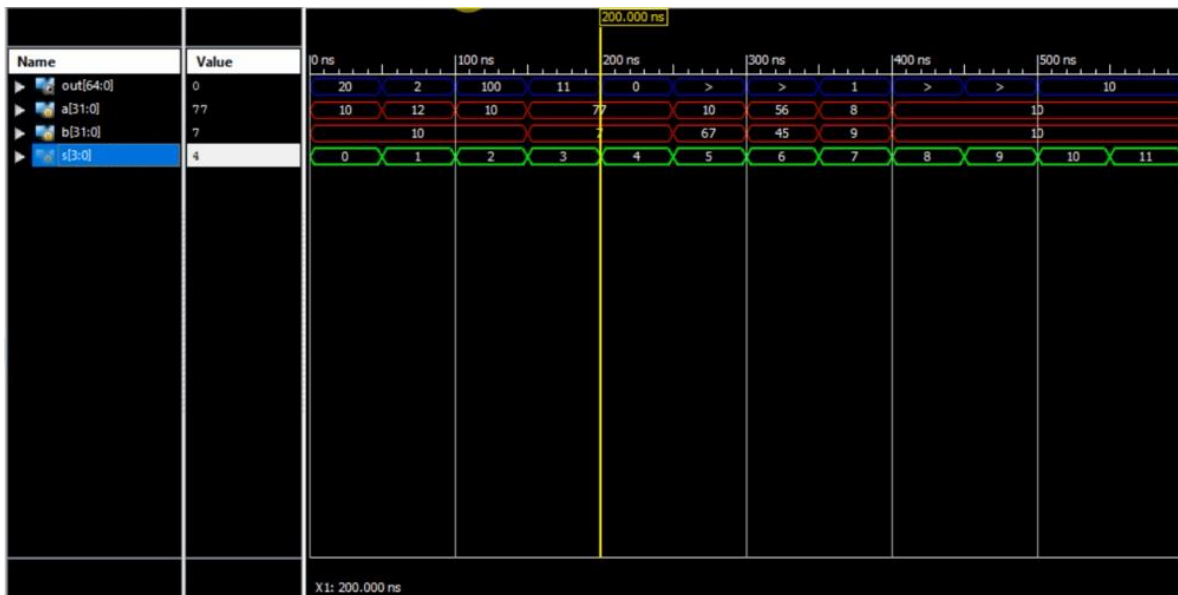 200.000 ns
Name Value 0 ns 100 ns 200 ns 300 ns 400 ns 500 ns
out[64:0] 0 20 2 100 11 0 > > 1 > > 10
a[31:0] 77 10 12 10 77 10 56 8 10
b[31:0] 7 10 7 67 45 9 10
s[3:0] 4 0 1 2 3 4 5 6 7 8 9 10 11
X1: 200.000 ns